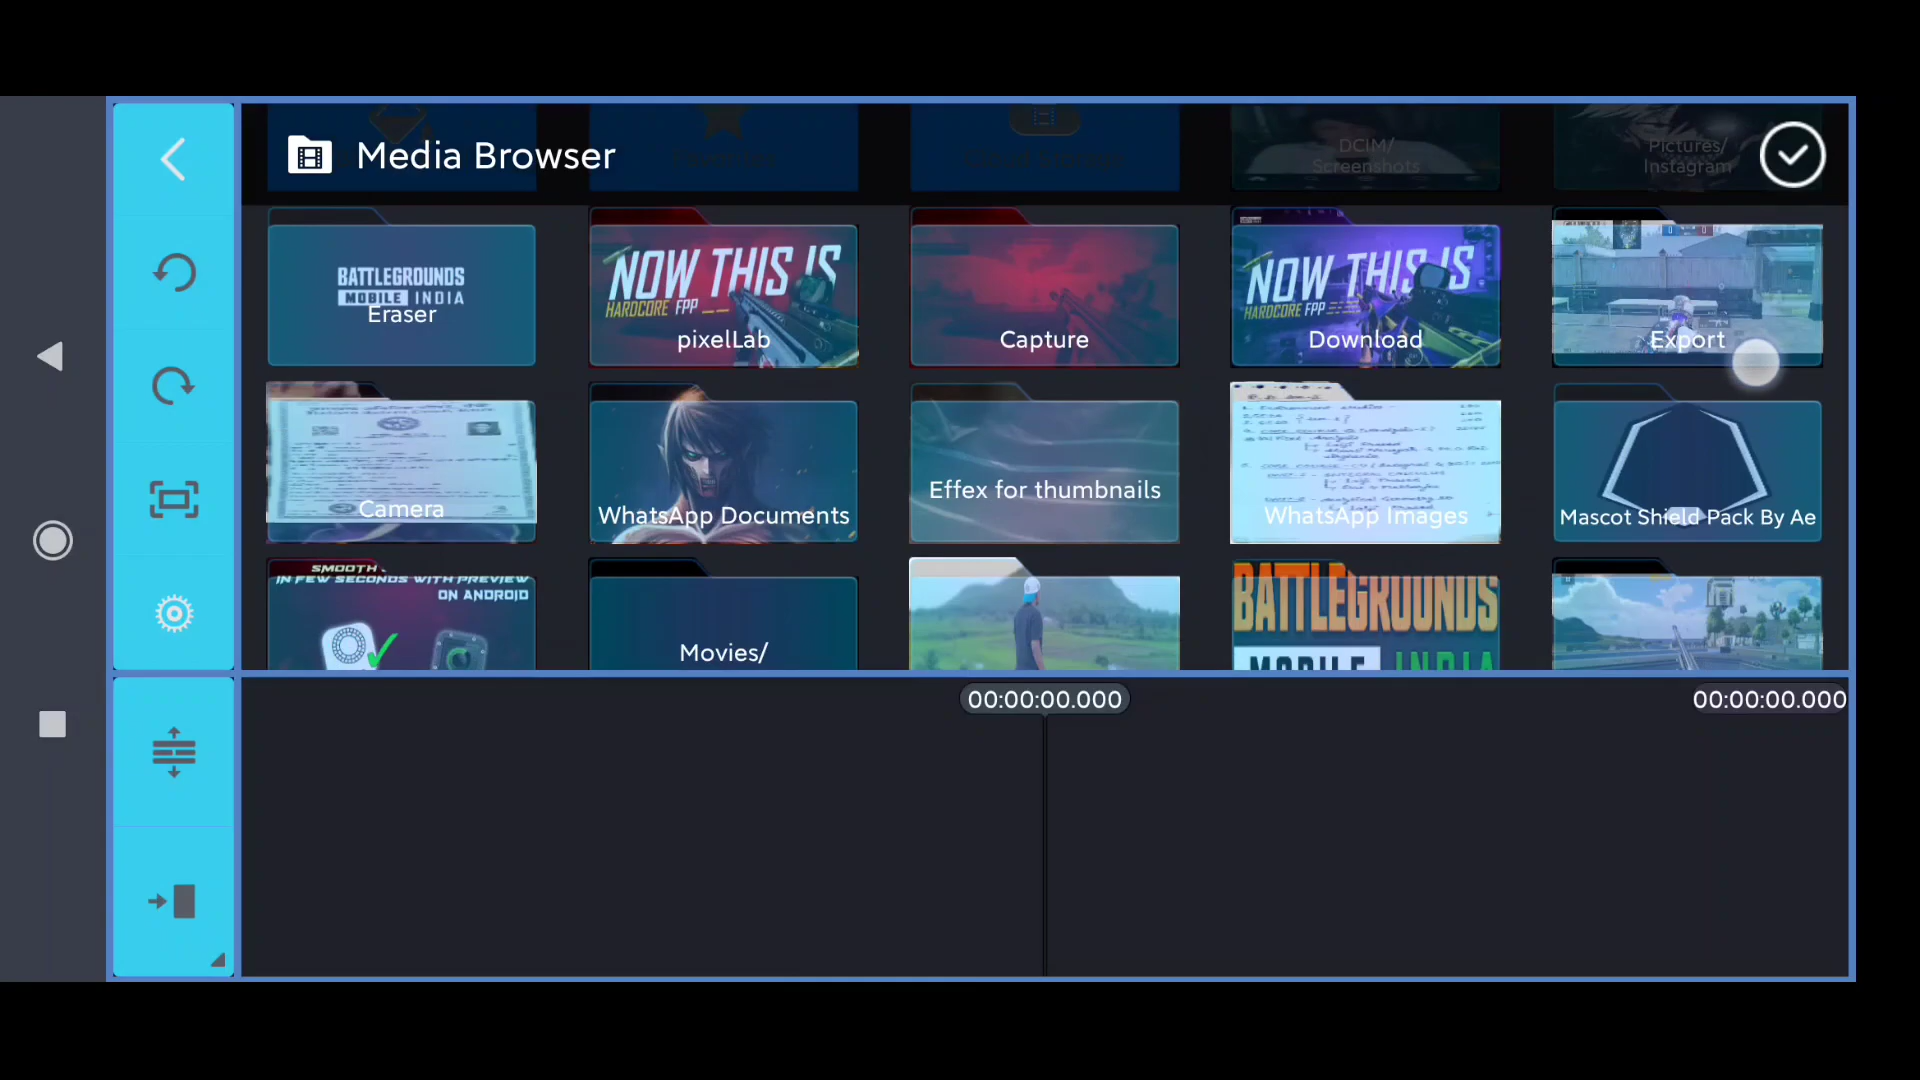 Media Browser
DCIM/
Screenshots
Pictures/
Instagram
BATTLEGROUNDS
MOBILE INDIA
Eraser
NOW THIS IS
HARDCORE FPP
pixelLab
Capture
NOW THIS IS
HARDCORE FPP
Download
Export
Camera
WhatsApp Documents
Effex for thumbnails
WhatsApp Images
Mascot Shield Pack By Ae
SMOOTH
IN FEW SECONDS WITH PREVIEW
ON ANDROID
Movies/
BATTLEGROUNDS
MOBILE INDIA
00:00:00.000
00:00:00.000